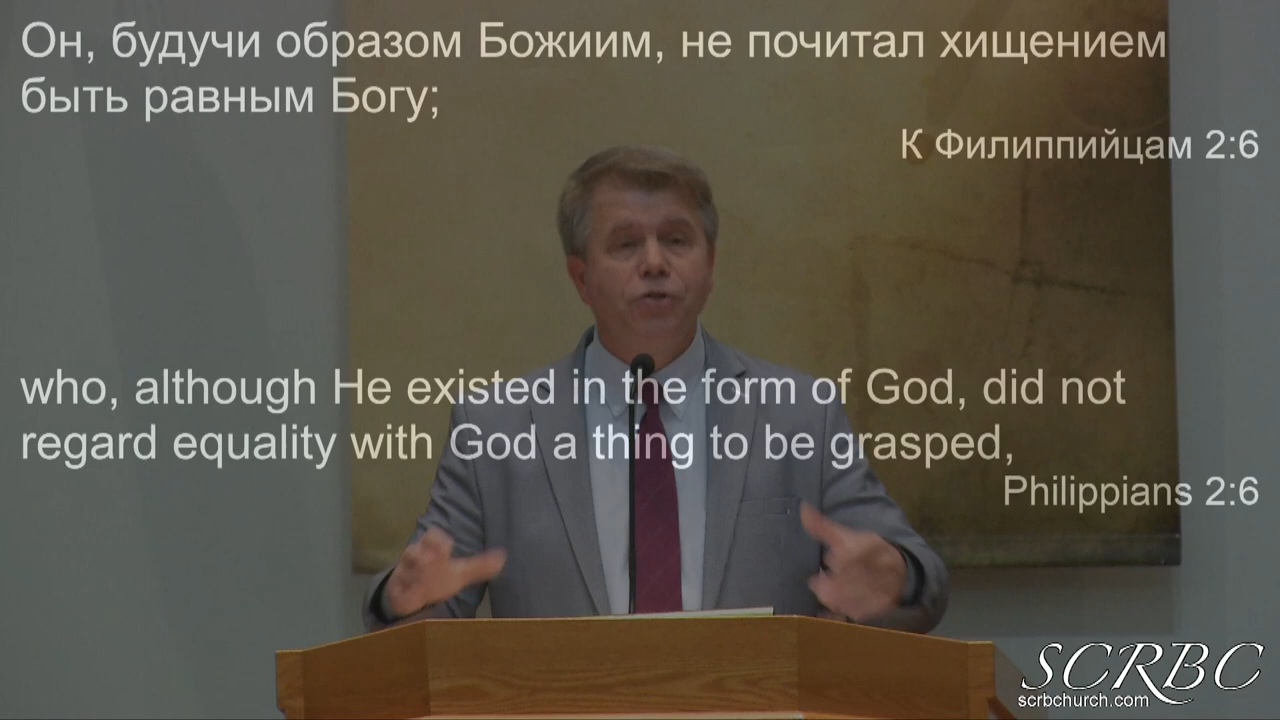 Он, будучи образом Божиим, не почитал хищением
быть равным Богу;
К Филиппийцам 2:6
who, although He existed in the form of God, did not
regard equality with God a thing to be grasped,
Philippians 2:6
SCRBC
scrbchurch.com